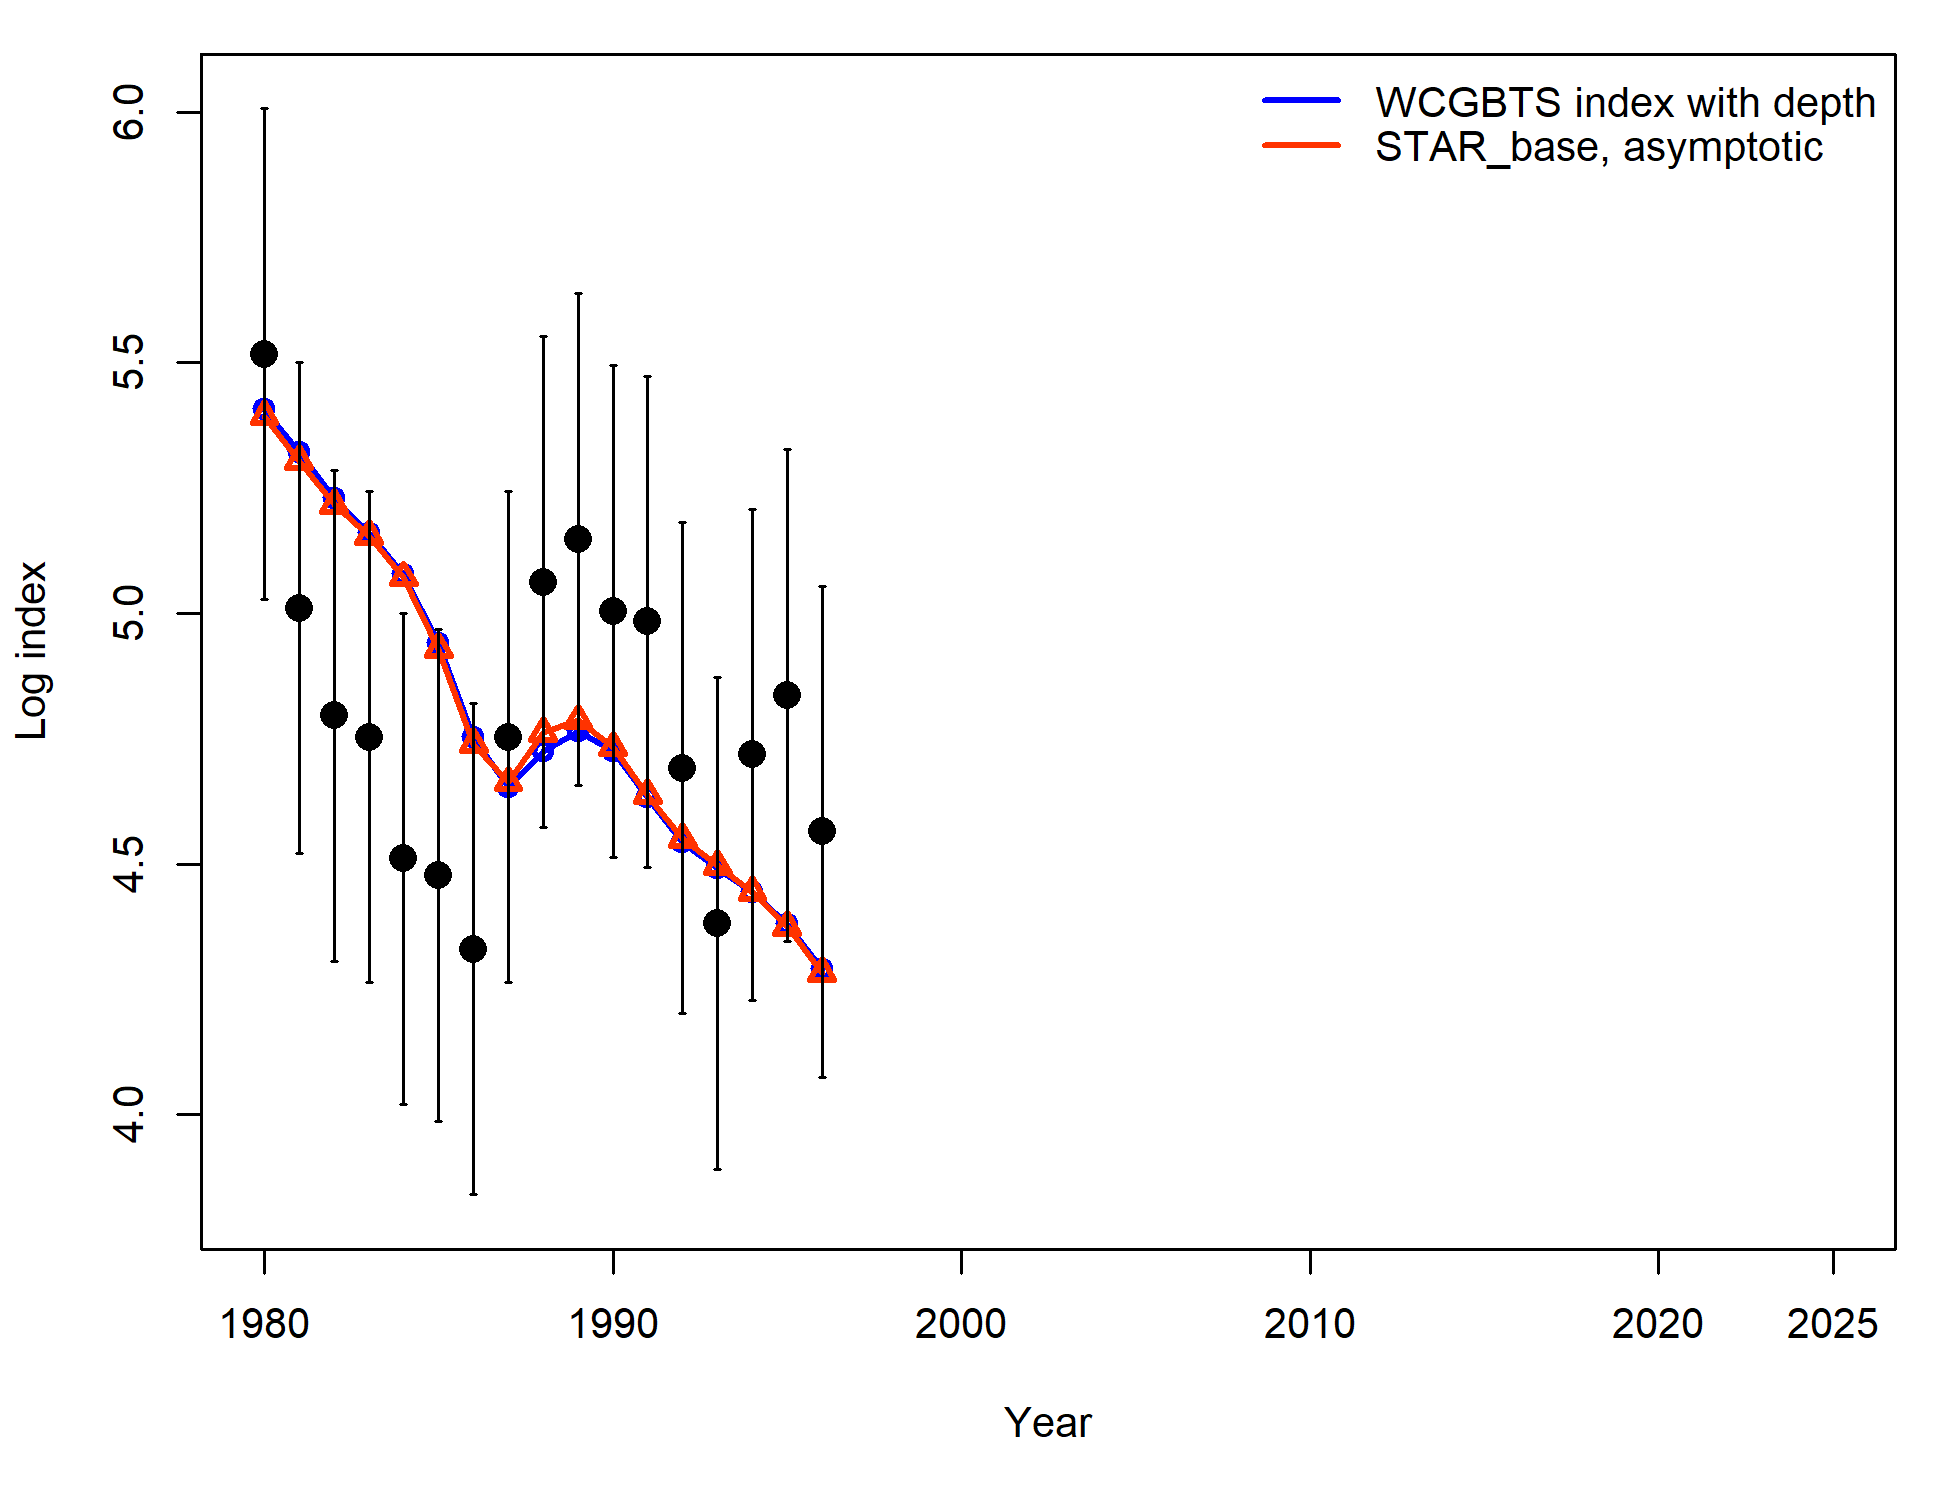 WCGBTS index with depth
STAR_base, asymptotic
6.0
5.5
5.0
4.5
4.0
Log index
1980 1990 2000 2010 2020 2025
Year